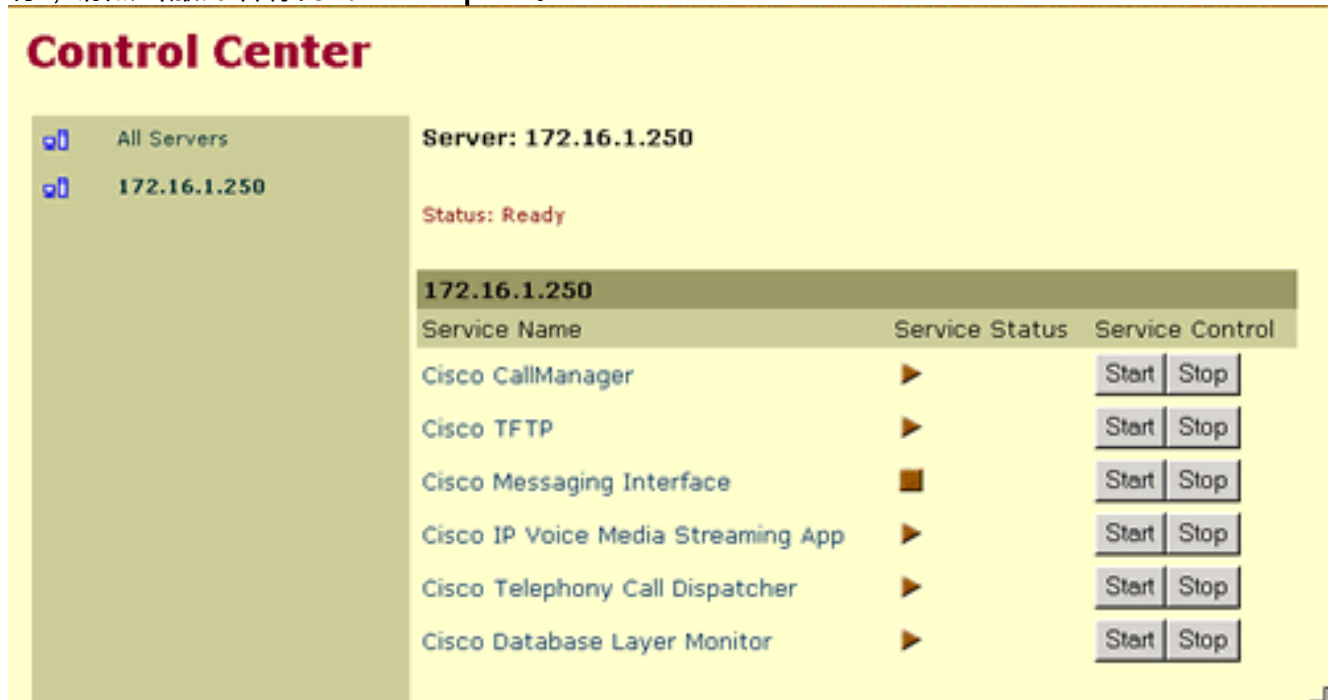 Control Center
All Servers
172.16.1.250
Server: 172.16.1.250
Status: Ready
172.16.1.250
Service Name Service Status Service Control
Cisco CallManager Start Stop
Cisco TFTP Start Stop
Cisco Messaging Interface Start Stop
Cisco IP Voice Media Streaming App Start Stop
Cisco Telephony Call Dispatcher Start Stop
Cisco Database Layer Monitor Start Stop